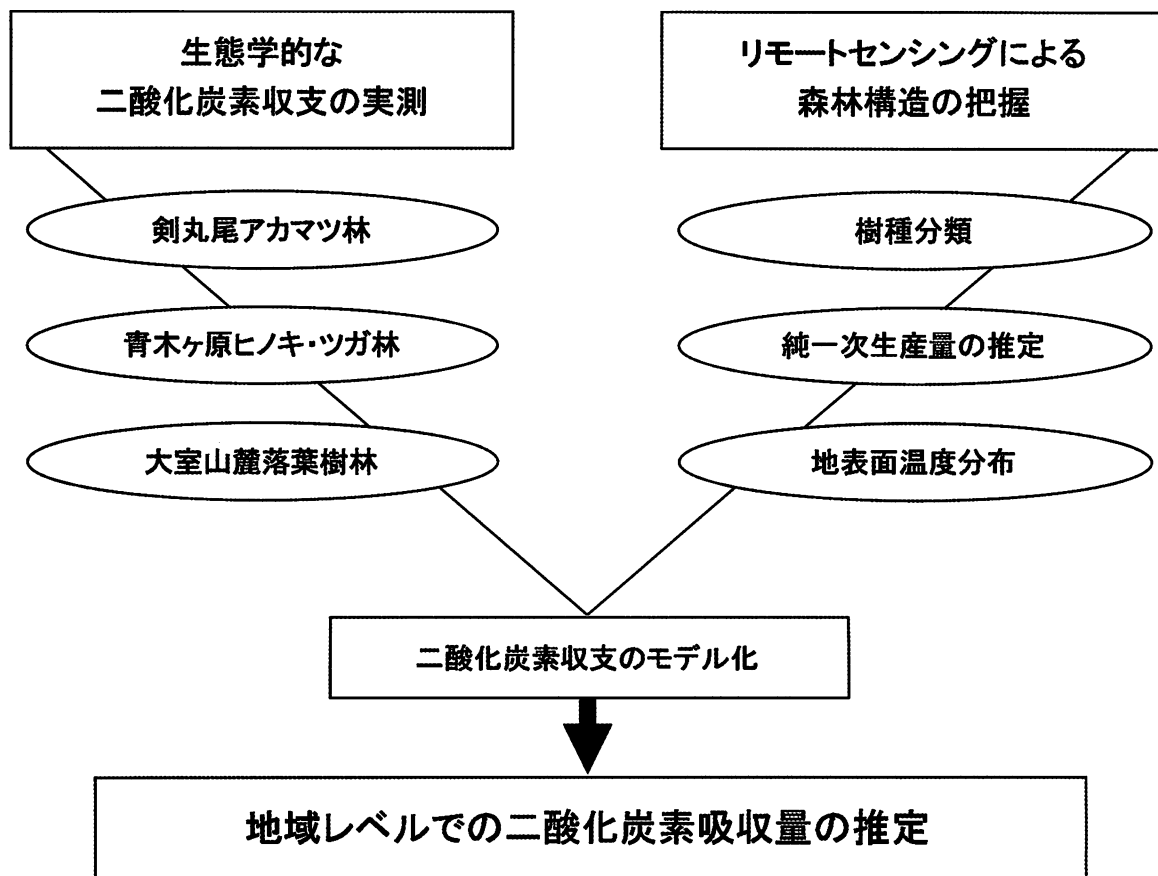 生態学的な
二酸化炭素収支の実測
剣丸尾アカマツ林
青木ヶ原ヒノキ・ツガ林
大室山麓落葉樹林
リモートセンシングによる
森林構造の把握
樹種分類
純一次生産量の推定
地表面温度分布
二酸化炭素収支のモデル化
地域レベルでの二酸化炭素吸収量の推定